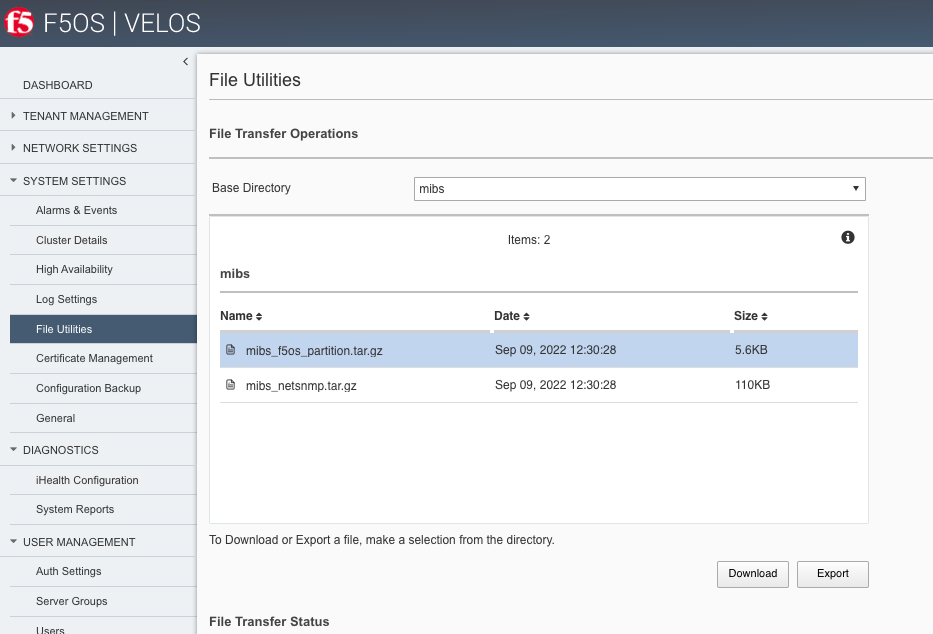 f5 F5OS | VELOS
DASHBOARD
TENANT MANAGEMENT
NETWORK SETTINGS
SYSTEM SETTINGS
Alarms & Events
Cluster Details
High Availability
Log Settings
File Utilities
Certificate Management
Configuration Backup
General
DIAGNOSTICS
iHealth Configuration
System Reports
USER MANAGEMENT
Auth Settings
Server Groups
Users
File Utilities
File Transfer Operations
Base Directory mibs
Items: 2
mibs
Name Date Size
mibs_f5os_partition.tar.gz Sep 09, 2022 12:30:28 5.6KB
mibs_netsnmp.tar.gz Sep 09, 2022 12:30:28 110KB
To Download or Export a file, make a selection from the directory.
Download Export
File Transfer Status